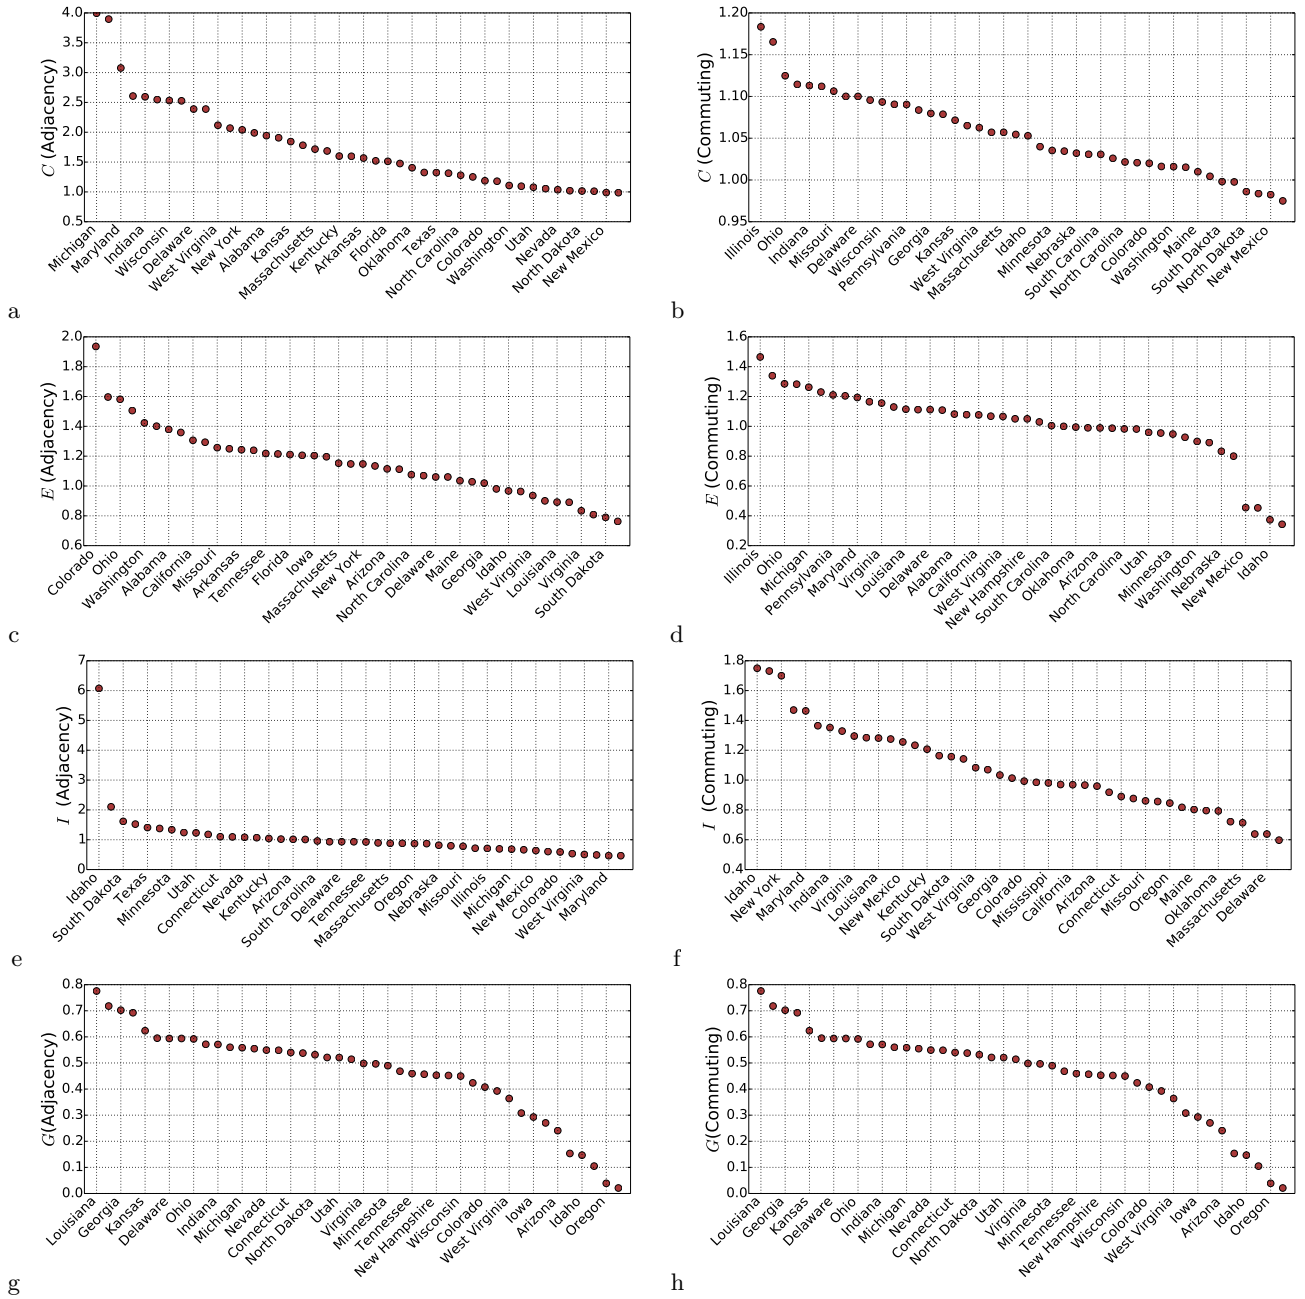 4.0
3.5
3.0
2.5
2.0
1.5
1.0
0.5
C (Adjacency)
Michigan
Maryland
Indiana
Wisconsin
Delaware
West Virginia
New York
Alabama
Kansas
Massachusetts
Kentucky
Arkansas
Florida
Oklahoma
Texas
North Carolina
Colorado
Washington
Utah
Nevada
North Dakota
New Mexico
a
1.20
1.15
1.10
1.05
1.00
0.95
C (Commuting)
Illinois
Ohio
Indiana
Missouri
Delaware
Wisconsin
Pennsylvania
Georgia
Kansas
West Virginia
Massachusetts
Idaho
Minnesota
Nebraska
South Carolina
North Carolina
Colorado
Washington
Maine
South Dakota
North Dakota
New Mexico
b
2.0
1.8
1.6
1.4
1.2
1.0
0.8
0.6
E (Adjacency)
Colorado
Ohio
Washington
Alabama
California
Missouri
Arkansas
Tennessee
Florida
Iowa
Massachusetts
New York
Arizona
North Carolina
Delaware
Maine
Georgia
Idaho
West Virginia
Louisiana
Virginia
South Dakota
c
1.6
1.4
1.2
1.0
0.8
0.6
0.4
0.2
E (Commuting)
Illinois
Ohio
Michigan
Pennsylvania
Maryland
Virginia
Louisiana
Delaware
Alabama
California
West Virginia
New Hampshire
South Carolina
Oklahoma
Arizona
North Carolina
Utah
Minnesota
Washington
Nebraska
New Mexico
Idaho
d
7
6
5
4
3
2
1
0
I (Adjacency)
Idaho
South Dakota
Texas
Minnesota
Utah
Connecticut
Nevada
Kentucky
Arizona
South Carolina
Delaware
Tennessee
Massachusetts
Oregon
Nebraska
Missouri
Illinois
Michigan
New Mexico
Colorado
West Virginia
Maryland
e
1.8
1.6
1.4
1.2
1.0
0.8
0.6
0.4
I (Commuting)
Idaho
New York
Maryland
Indiana
Virginia
Louisiana
New Mexico
Kentucky
South Dakota
West Virginia
Georgia
Colorado
Mississippi
California
Arizona
Connecticut
Missouri
Oregon
Maine
Oklahoma
Massachusetts
Delaware
f
0.8
0.7
0.6
0.5
0.4
0.3
0.2
0.1
0.0
G(Adjacency)
Louisiana
Georgia
Kansas
Delaware
Ohio
Indiana
Michigan
Nevada
Connecticut
North Dakota
Utah
Virginia
Minnesota
Tennessee
New Hampshire
Wisconsin
Colorado
West Virginia
Iowa
Arizona
Idaho
Oregon
g
0.8
0.7
0.6
0.5
0.4
0.3
0.2
0.1
0.0
G(Commuting)
Louisiana
Georgia
Kansas
Delaware
Ohio
Indiana
Michigan
Nevada
Connecticut
North Dakota
Utah
Virginia
Minnesota
Tennessee
New Hampshire
Wisconsin
Colorado
West Virginia
Iowa
Arizona
Idaho
Oregon
h